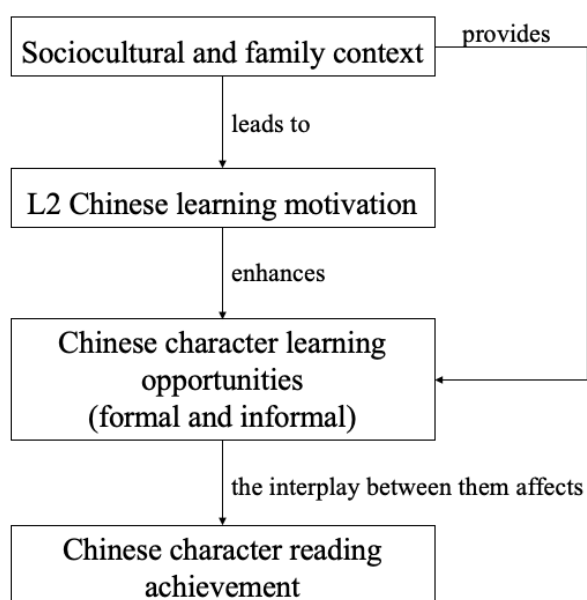 provides
Sociocultural and family context
leads to
L2 Chinese learning motivation
enhances
Chinese character learning
opportunities
(formal and informal)
the interplay between them affects
Chinese character reading
achievement